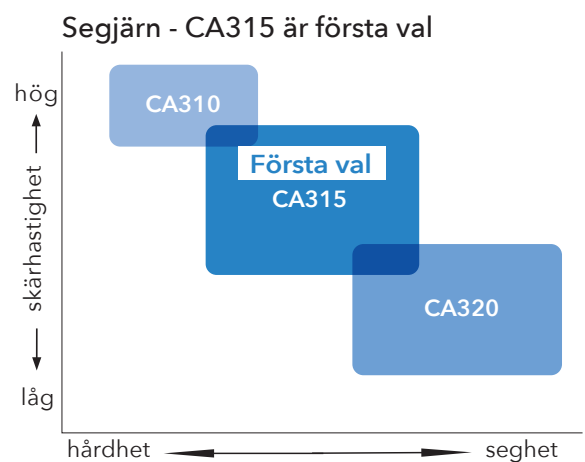 Segjärn - CA315 är första val
hög
CA310
Första val
CA315
skärhastighet
CA320
låg
hårdhet
seghet